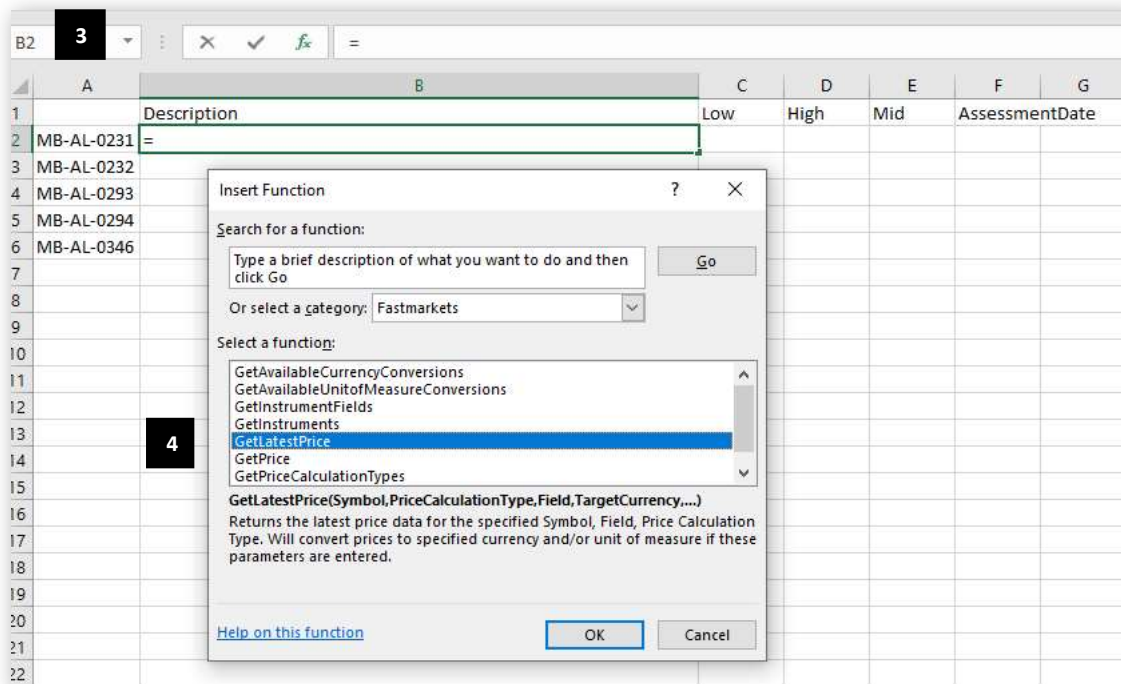 B2 3 fx =
A B C D E F G
1 Description Low High Mid AssessmentDate
2 MB-AL-0231 =
3 MB-AL-0232
4 MB-AL-0293
5 MB-AL-0294
6 MB-AL-0346
7
8
9
10
11
12
13
14
15
16
17
18
19
20
21
22
Insert Function ?
Search for a function:
Type a brief description of what you want to do and then
click Go
Go
Or select a category: Fastmarkets
Select a function:
GetAvailableCurrencyConversions
GetAvailableUnitofMeasureConversions
GetInstrumentFields
GetInstruments
4 GetLatestPrice
GetPrice
GetPriceCalculationTypes
GetLatestPrice(Symbol,PriceCalculationType,Field,TargetCurrency,...)
Returns the latest price data for the specified Symbol, Field, Price Calculation
Type. Will convert prices to specified currency and/or unit of measure if these
parameters are entered.
Help on this function OK Cancel